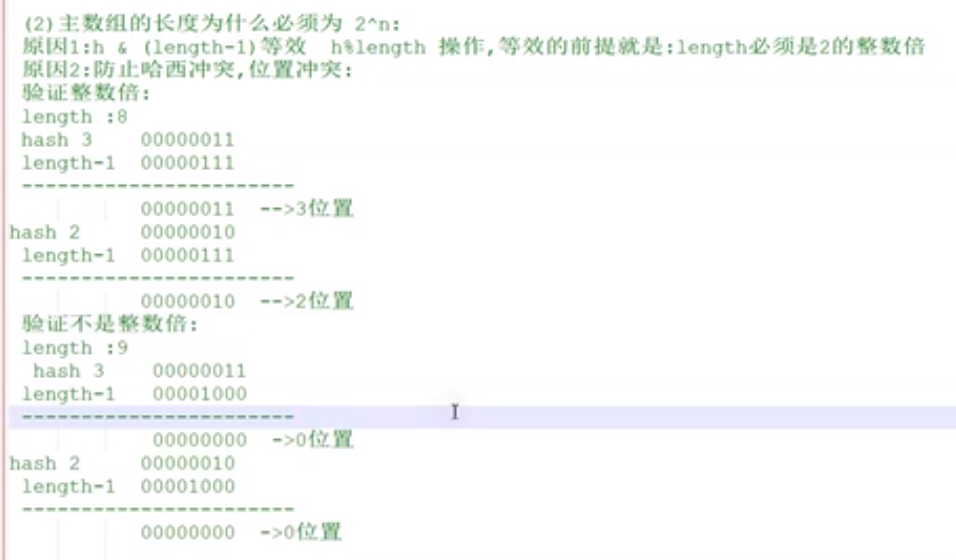 (2)主数组的长度为什么必须为 2^n:
原因1:h & (length-1)等效  h%length 操作,等效的前提就是:length必须是2的整数倍
原因2:防止哈西冲突,位置冲突:
验证整数倍:
length :8
hash 3    00000011
length-1  00000111
-----------------------
00000011  -->3位置
hash 2     00000010
length-1  00000111
-----------------------
00000010  -->2位置
验证不是整数倍:
length :9
hash 3    00000011
length-1   00001000
-----------------------
00000000  ->0位置
hash 2     00000010
length-1  00001000
-----------------------
00000000  ->0位置